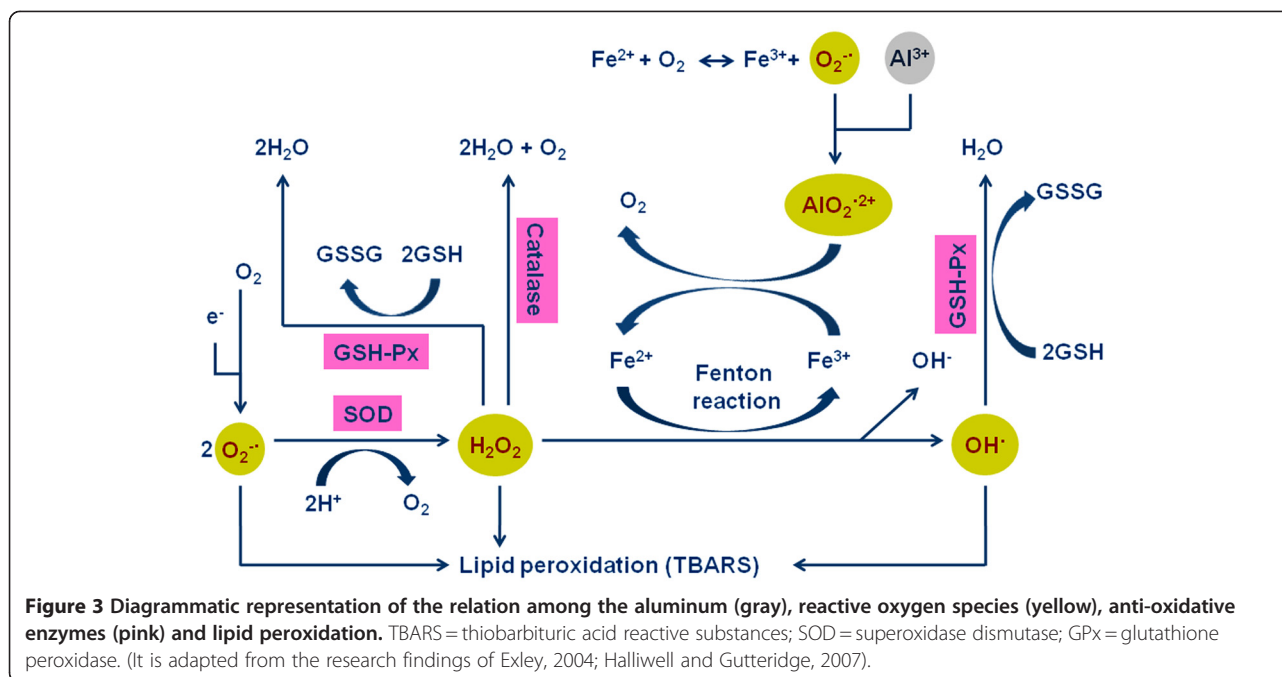 Fe²⁺ + O₂ ↔ Fe³⁺ + O₂⁻· Al³⁺
2H₂O 2H₂O + O₂ H₂O
O₂ AlO₂·²⁺ GSSG
GSSG 2GSH Catalase GSH-Px
O₂
e⁻
GSH-Px Fe²⁺ Fe³⁺ OH⁻ 2GSH
Fenton
reaction
SOD
2 O₂⁻· H₂O₂ OH·
2H⁺ O₂
Lipid peroxidation (TBARS)
Figure 3 Diagrammatic representation of the relation among the aluminum (gray), reactive oxygen species (yellow), anti-oxidative
enzymes (pink) and lipid peroxidation. TBARS = thiobarbituric acid reactive substances; SOD = superoxidase dismutase; GPx = glutathione
peroxidase. (It is adapted from the research findings of Exley, 2004; Halliwell and Gutteridge, 2007).